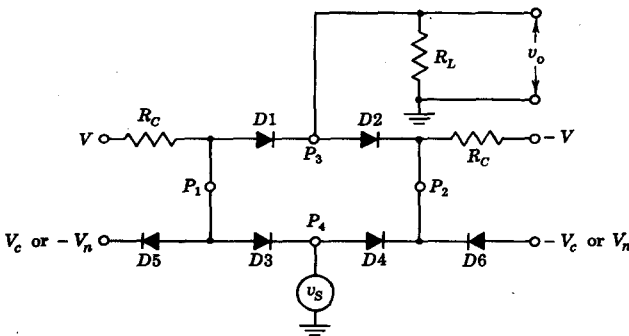 R_L
v_o
V
R_C
D1
P_3
D2
R_C
-V
P_1
P_2
V_c or -V_n
D5
D3
P_4
D4
D6
-V_c or V_n
v_S